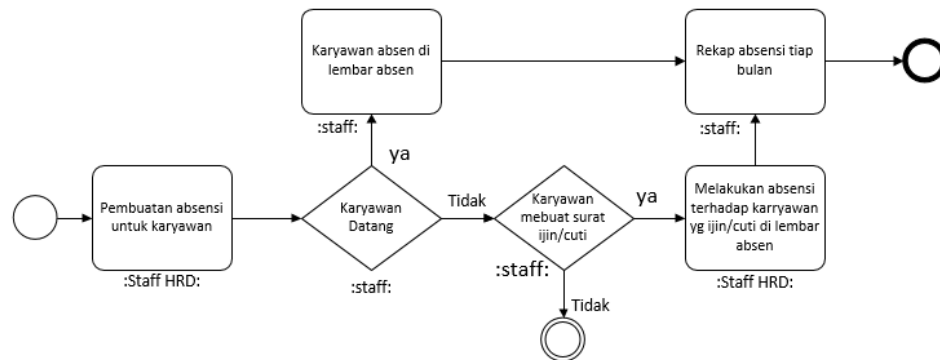 Karyawan absen di
lembar absen
:staff:
ya
Rekap absensi tiap
bulan
:staff:
Pembuatan absensi
untuk karyawan
:Staff HRD:
Karyawan
Datang
:staff:
Tidak
Karyawan
mebuat surat
ijin/cuti
:staff:
ya
Tidak
Melakukan absensi
terhadap karryawan
yg ijin/cuti di lembar
absen
:Staff HRD: